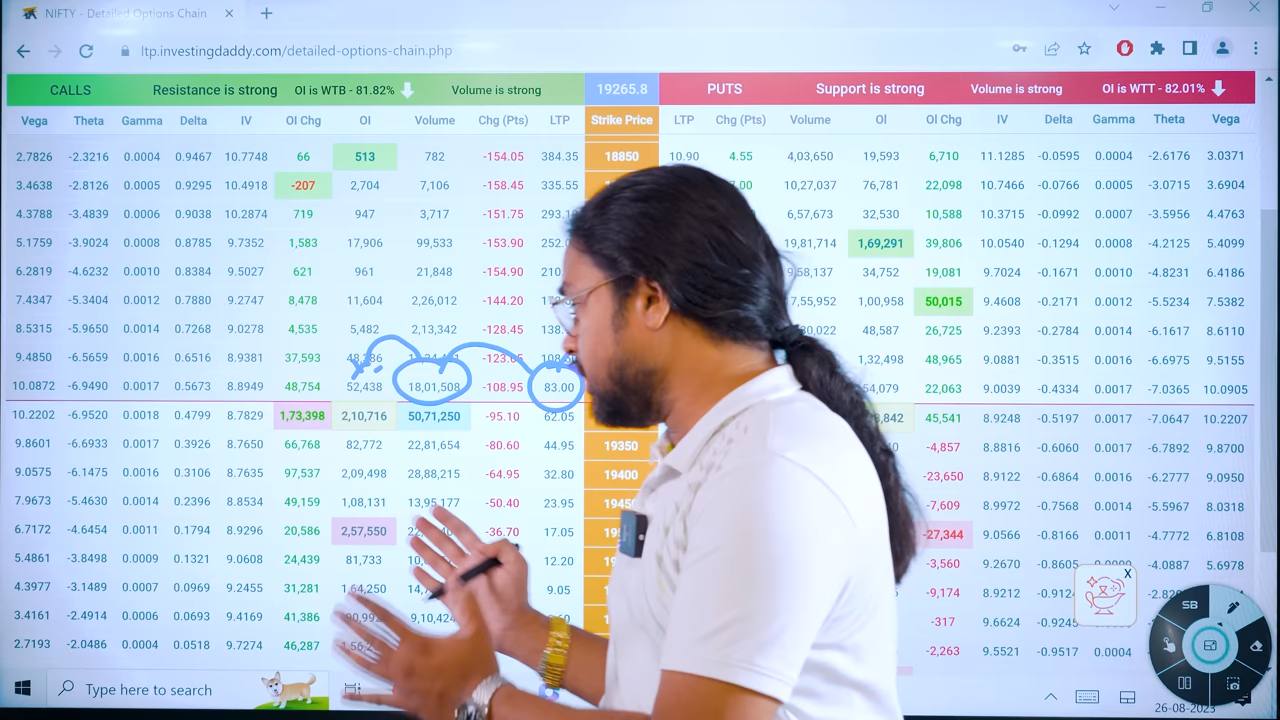 NIFTY - Detailed Options Chain
ltp.investingdaddy.com/detailed-options-chain.php
CALLS Resistance is strong OI is WTB - 81.82% Volume is strong 19265.8 PUTS Support is strong Volume is strong OI is WTT - 82.01%
Vega Theta Gamma Delta IV OI Chg OI Volume Chg (Pts) LTP Strike Price LTP Chg (Pts) Volume OI OI Chg IV Delta Gamma Theta Vega
2.7826 -2.3216 0.0004 0.9467 10.7748 66 513 782 -154.05 384.35 18850 10.90 4.55 4,03,650 19,593 6,710 11.1285 -0.0595 0.0004 -2.6176 3.0371
3.4638 -2.8126 0.0005 0.9295 10.4918 -207 2,704 7,106 -158.45 335.55 10,27,037 76,781 22,098 10.7466 -0.0766 0.0005 -3.0715 3.6904
4.3788 -3.4839 0.0006 0.9038 10.2874 719 947 3,717 -151.75 6,57,673 32,530 10,588 10.3715 -0.0992 0.0007 -3.5956 4.4763
5.1759 -3.9024 0.0008 0.8785 9.7352 1,583 17,906 99,533 -153.90 19,81,714 1,69,291 39,806 10.0540 -0.1294 0.0008 -4.2125 5.4099
6.2819 -4.6232 0.0010 0.8384 9.5027 621 961 21,848 -154.90 34,752 19,081 9.7024 -0.1671 0.0010 -4.8231 6.4186
7.4347 -5.3404 0.0012 0.7880 9.2747 8,478 11,604 2,26,012 -144.20 1,00,958 50,015 9.4608 -0.2171 0.0012 -5.5234 7.5382
8.5315 -5.9650 0.0014 0.7268 9.0278 4,535 5,482 2,13,342 -128.45 48,587 26,725 9.2393 -0.2784 0.0014 -6.1617 8.6110
9.4850 -6.5659 0.0016 0.6516 8.9381 37,593 1,32,498 48,965 9.0881 -0.3515 0.0016 -6.6975 9.5155
10.0872 -6.9490 0.0017 0.5673 8.8949 48,754 52,438 18,01,508 -108.95 83.00 22,063 9.0039 -0.4334 0.0017 -7.0365 10.0905
10.2202 -6.9520 0.0018 0.4799 8.7829 1,73,398 2,10,716 50,71,250 -95.10 62.05 45,541 8.9248 -0.5197 0.0017 -7.0647 10.2207
9.8601 -6.6933 0.0017 0.3926 8.7650 66,768 82,772 22,81,654 -80.60 44.95 19350 -4,857 8.8816 -0.6060 0.0017 -6.7892 9.8700
9.0575 -6.1475 0.0016 0.3106 8.7635 97,537 2,09,498 28,88,215 -64.95 32.80 19400 -23,650 8.9122 -0.6864 0.0016 -6.2777 9.0950
7.9673 -5.4630 0.0014 0.2396 8.8534 49,159 1,08,131 13,95,177 -50.40 23.95 -7,609 8.9972 -0.7568 0.0014 -5.5967 8.0318
6.7172 -4.6454 0.0011 0.1794 8.9296 20,586 2,57,550 -36.70 17.05 -27,344 9.0566 -0.8166 0.0011 -4.7772 6.8108
5.4861 -3.8498 0.0009 0.1321 9.0608 24,439 81,733 12.20 -3,560 9.2670 -4.0887 5.6978
4.3977 -3.1489 0.0007 0.0969 9.2455 31,281 1,64,250 9.05 -9,174 8.9212 X
3.4161 -2.4914 0.0006 0.0693 9.4169 41,386 -317 9.6624 SB
2.7193 -2.0486 0.0004 0.0518 9.7274 46,287 -2,263 9.5521 -0.9517 0.0004
Type here to search